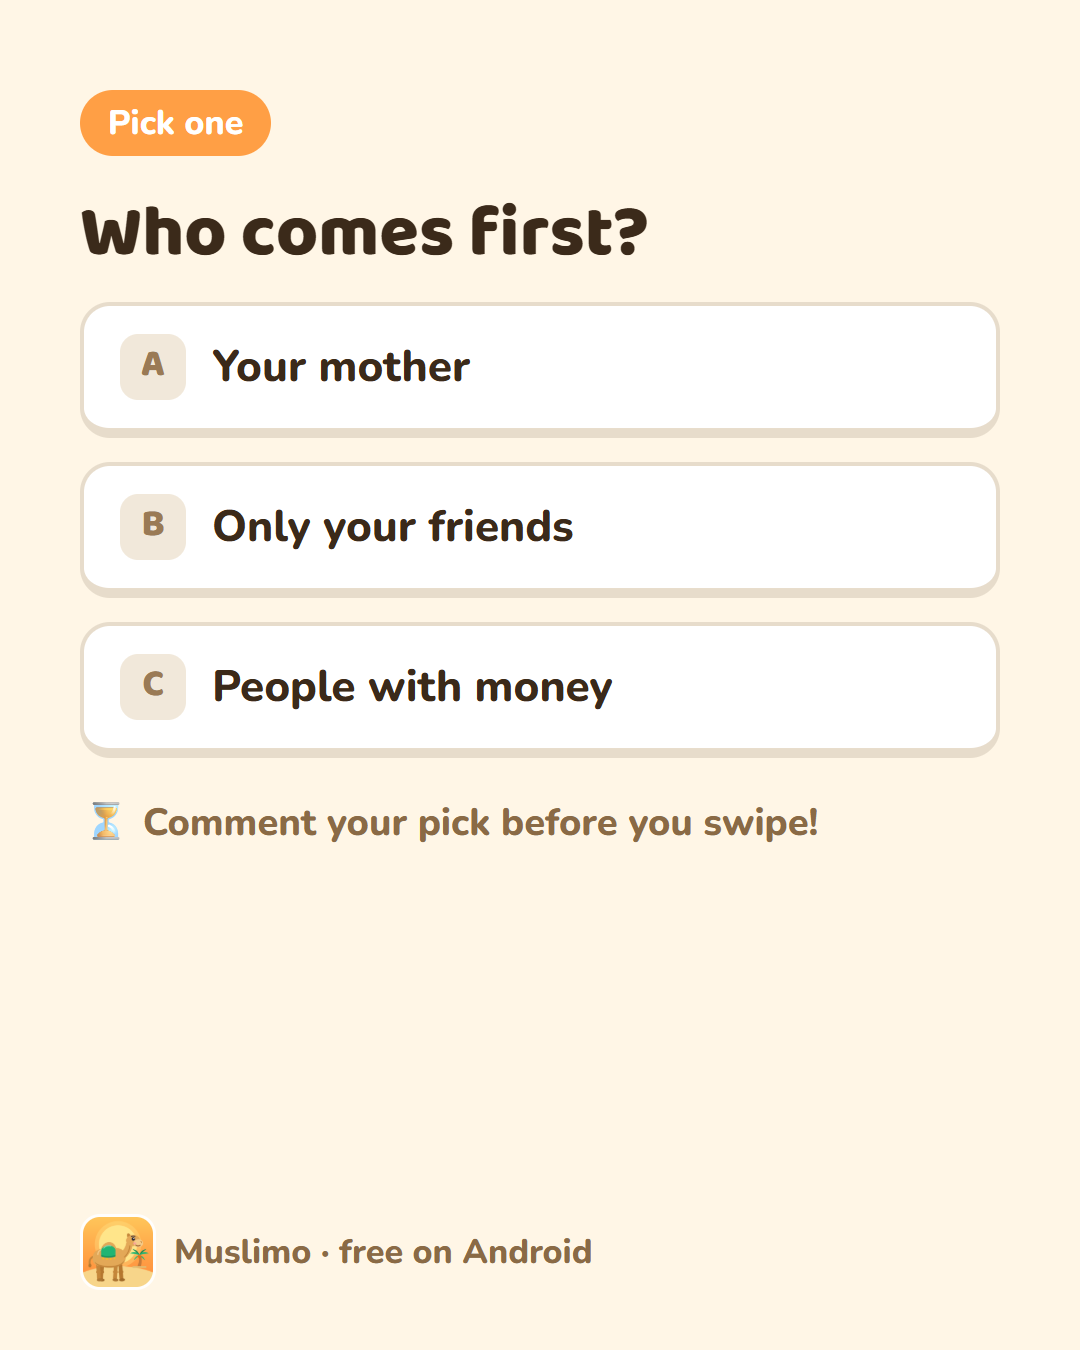 Pick one
Who comes first?
A Your mother
B Only your friends
C People with money
⏳ Comment your pick before you swipe!
Muslimo · free on Android